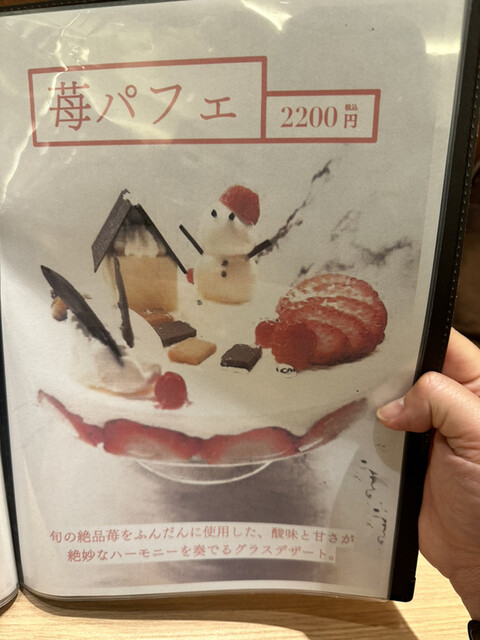 苺パフェ
2200税込円
旬の絶品苺をふんだんに使用した、酸味と甘さが
絶妙なハーモニーを奏でるグラスデザート。